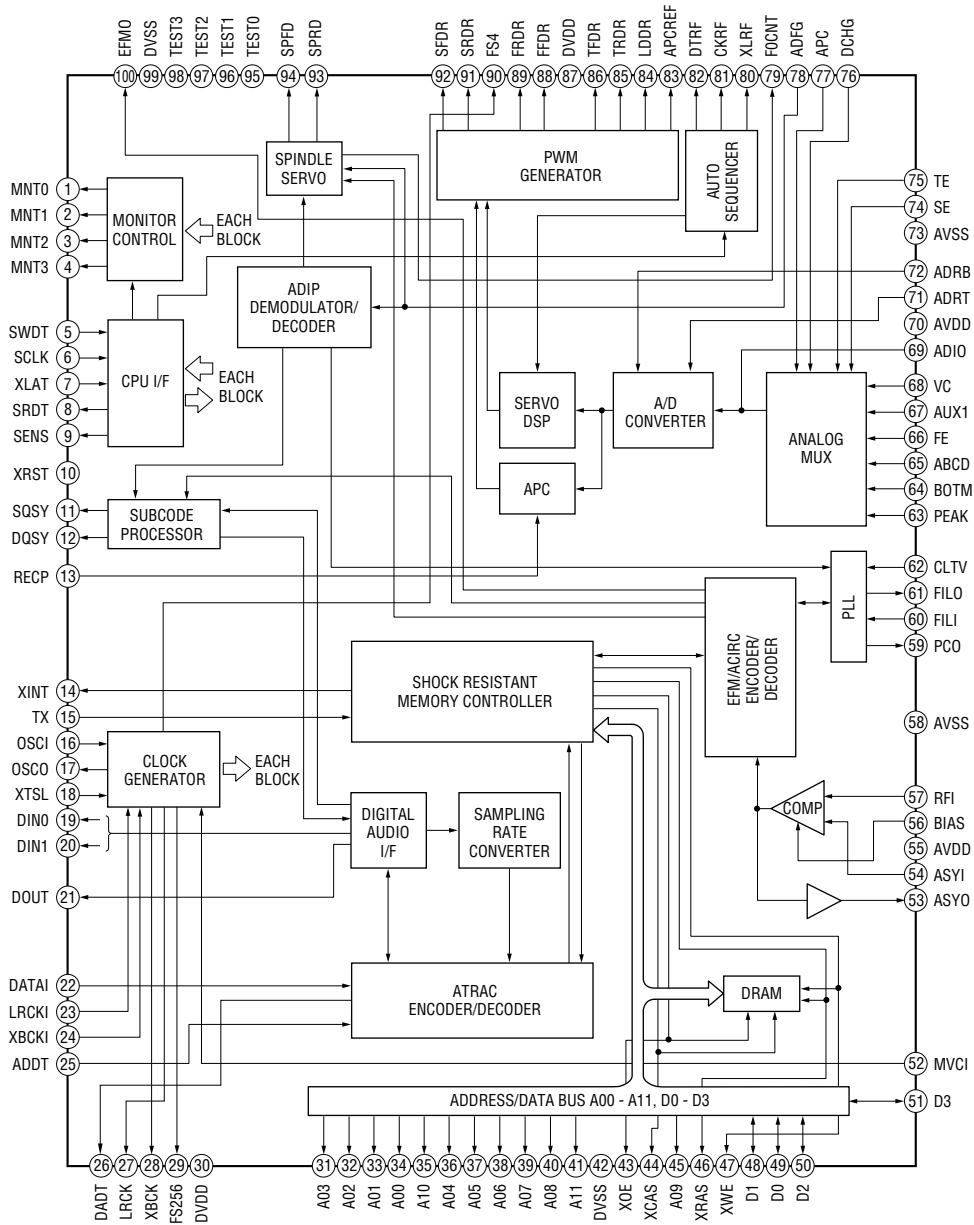 EFMO
DVSS
TEST3
TEST2
TEST1
TEST0
SPFD
SPRD
SFDR
SRDR
FS4
FRDR
FFDR
DVDD
TFDR
TRDR
LDDR
APCREF
DTRF
CKRF
XLRF
F0CNT
ADFG
APC
DCHG
100 99 98 97 96 95 94 93 92 91 90 89 88 87 86 85 84 83 82 81 80 79 78 77 76
MNT0 1
MNT1 2
MNT2 3
MNT3 4
SWDT 5
SCLK 6
XLAT 7
SRDT 8
SENS 9
XRST 10
SQSY 11
DQSY 12
RECP 13
XINT 14
TX 15
OSCI 16
OSCO 17
XTSL 18
DIN0 19
DIN1 20
DOUT 21
DATAI 22
LRCKI 23
XBCKI 24
ADDT 25
MONITOR
CONTROL
EACH
BLOCK
SPINDLE
SERVO
PWM
GENERATOR
AUTO
SEQUENCER
ADIP
DEMODULATOR/
DECODER
CPU I/F
EACH
BLOCK
SERVO
DSP
A/D
CONVERTER
ANALOG
MUX
APC
SUBCODE
PROCESSOR
PLL
EFM/ACIRC
ENCODER/
DECODER
SHOCK RESISTANT
MEMORY CONTROLLER
CLOCK
GENERATOR
EACH
BLOCK
COMP
DIGITAL
AUDIO
I/F
SAMPLING
RATE
CONVERTER
ATRAC
ENCODER/DECODER
DRAM
ADDRESS/DATA BUS A00 - A11, D0 - D3
75 TE
74 SE
73 AVSS
72 ADRB
71 ADRT
70 AVDD
69 ADIO
68 VC
67 AUX1
66 FE
65 ABCD
64 BOTM
63 PEAK
62 CLTV
61 FILO
60 FILI
59 PCO
58 AVSS
57 RFI
56 BIAS
55 AVDD
54 ASYI
53 ASYO
52 MVCI
51 D3
26 27 28 29 30 31 32 33 34 35 36 37 38 39 40 41 42 43 44 45 46 47 48 49 50
DADT
LRCK
XBCK
FS256
DVDD
A03
A02
A01
A00
A10
A04
A05
A06
A07
A08
A11
DVSS
XOE
XCAS
A09
XRAS
XWE
D1
D0
D2